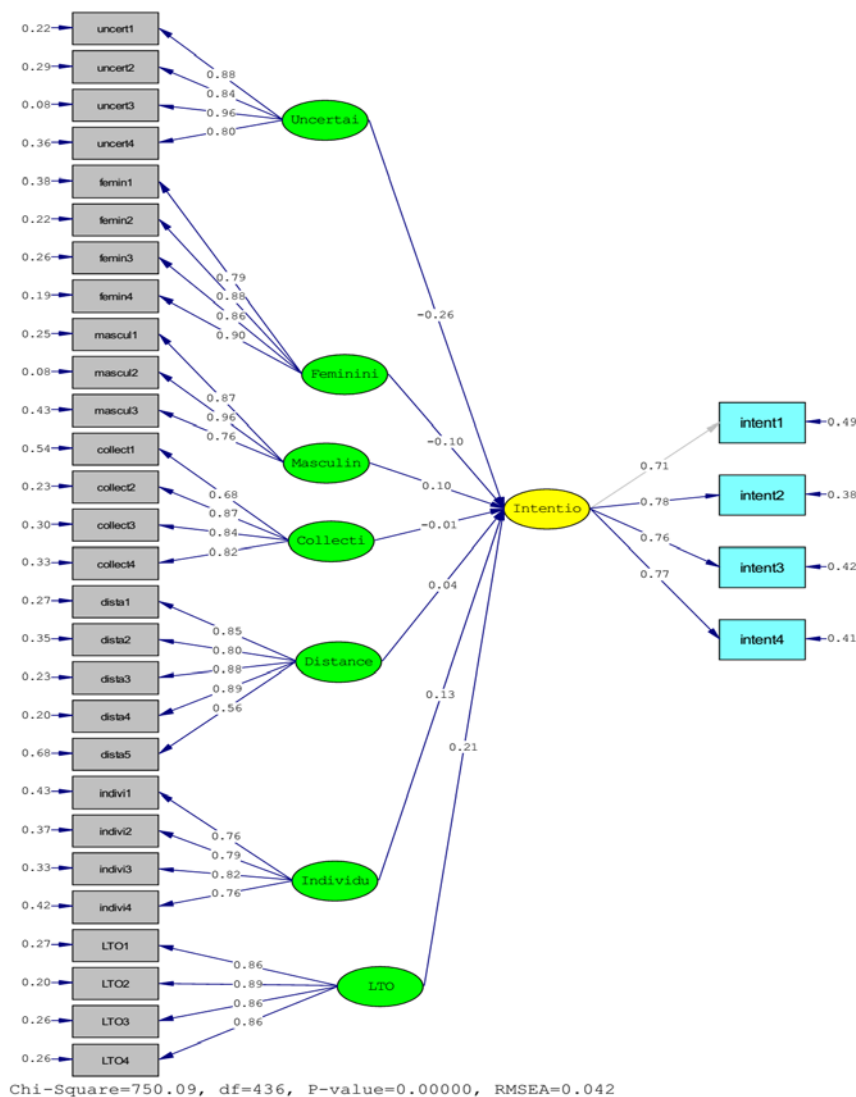 0.22 uncert1
0.88
0.29 uncert2
0.84
0.08 uncert3
0.96
Uncertai
0.80
0.36 uncert4
0.38 femin1
0.22 femin2
0.26 femin3
0.79
0.19 femin4
0.88
0.86
-0.26
0.25 mascul1
0.90
0.08 mascul2
Feminini
0.87
0.43 mascul3
0.96
0.76
intent1 0.49
0.54 collect1
-0.10
Masculin
0.71
0.68
0.10
0.23 collect2
0.87
intent2 0.38
0.78
Intentio
0.30 collect3
0.84
-0.01
Collecti
0.76
0.82
0.33 collect4
intent3 0.42
0.77
0.04
0.27 dista1
0.85
0.35 dista2
0.80
intent4 0.41
Distance
0.23 dista3
0.88
0.89
0.13
0.56
0.20 dista4
0.21
0.68 dista5
0.43 indivi1
0.76
0.37 indivi2
0.79
0.33 indivi3
0.82
Individu
0.76
0.42 indivi4
0.27 LTO1
0.86
0.20 LTO2
0.89
LTO
0.86
0.26 LTO3
0.86
0.26 LTO4
Chi-Square=750.09, df=436, P-value=0.00000, RMSEA=0.042